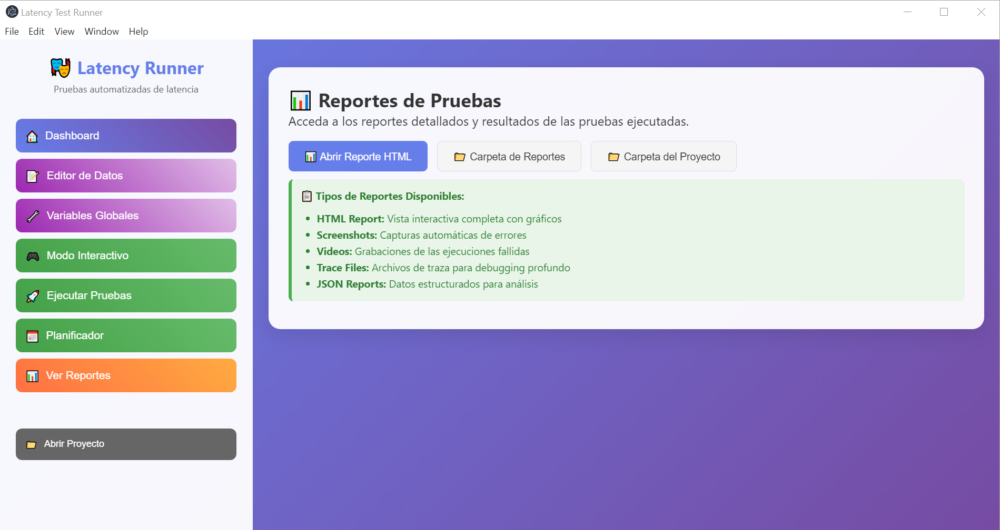 Latency Test Runner
File Edit View Window Help
Latency Runner
Pruebas automatizadas de latencia
Dashboard
Editor de Datos
Variables Globales
Modo Interactivo
Ejecutar Pruebas
Planificador
Ver Reportes
Abrir Proyecto
Reportes de Pruebas
Acceda a los reportes detallados y resultados de las pruebas ejecutadas.
Abrir Reporte HTML Carpeta de Reportes Carpeta del Proyecto
Tipos de Reportes Disponibles:
• HTML Report: Vista interactiva completa con gráficos
• Screenshots: Capturas automáticas de errores
• Videos: Grabaciones de las ejecuciones fallidas
• Trace Files: Archivos de traza para debugging profundo
• JSON Reports: Datos estructurados para análisis